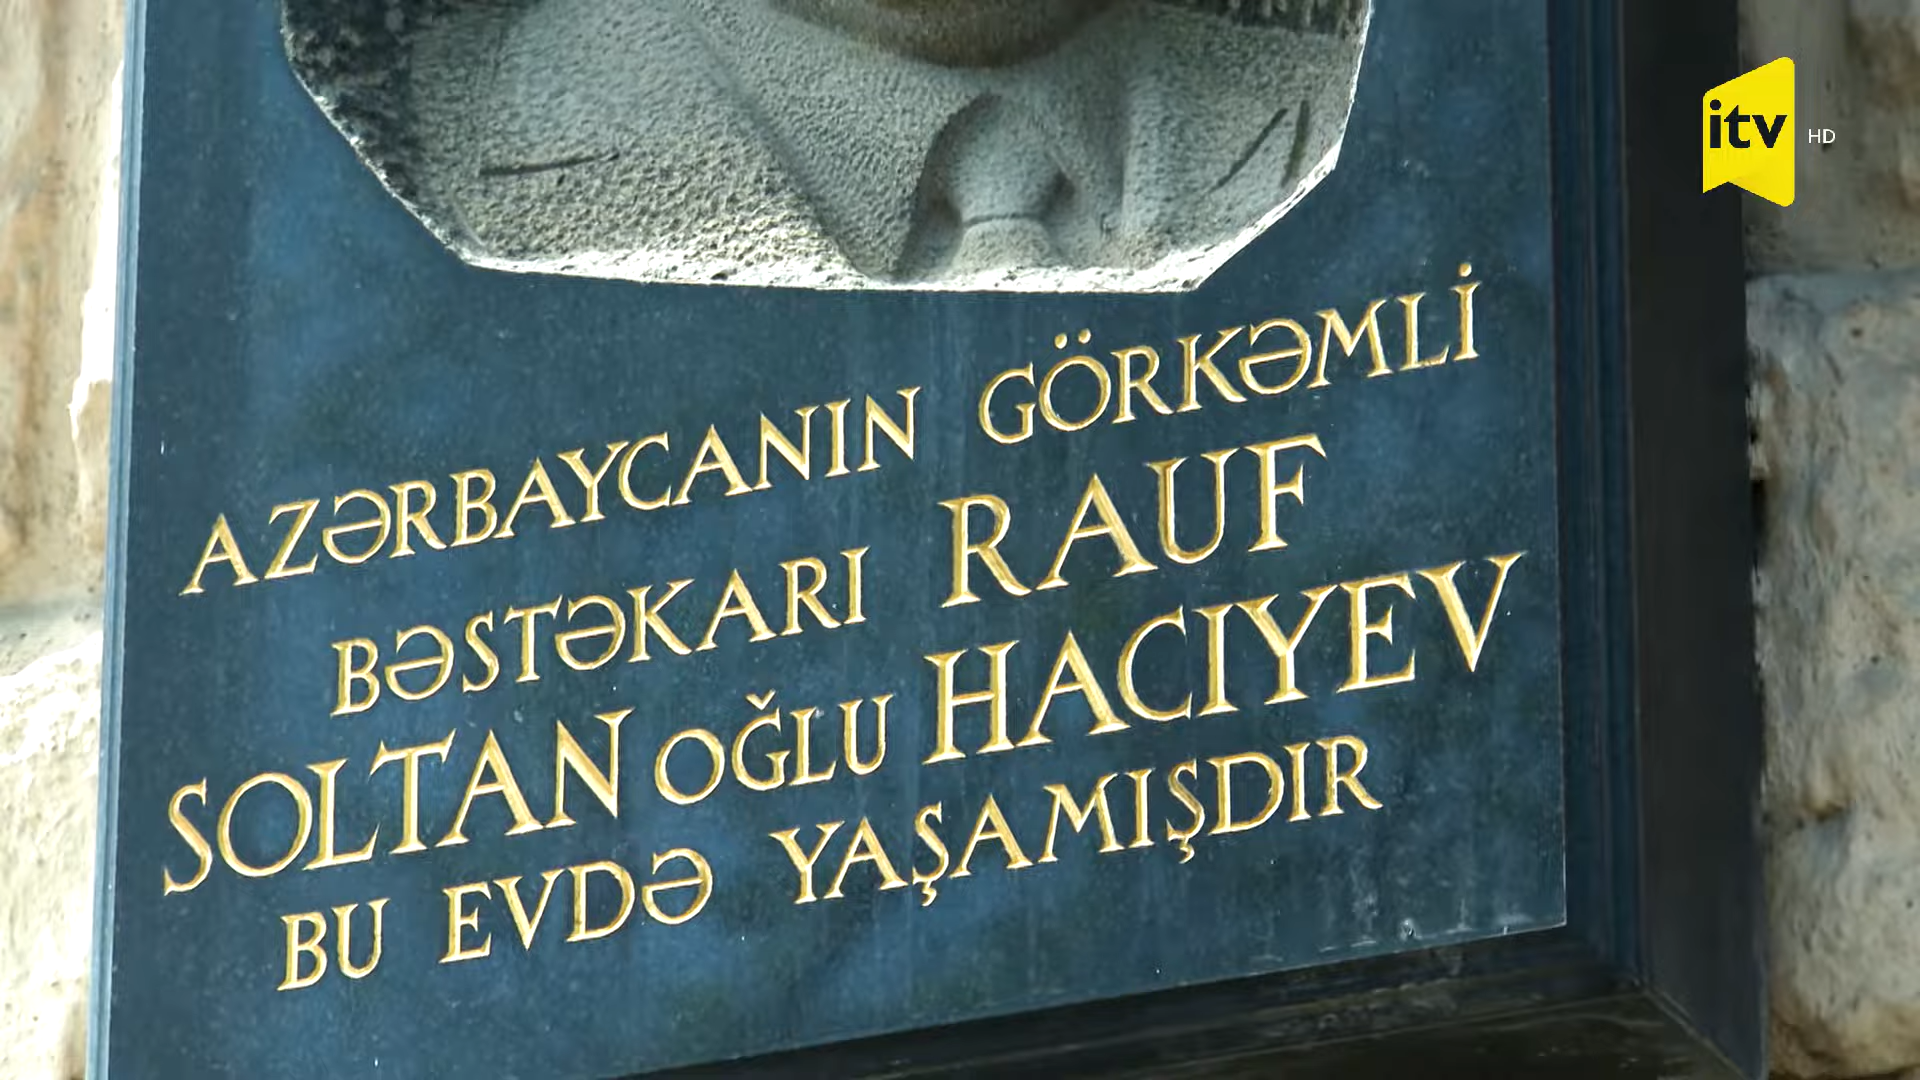 itv HD
AZƏRBAYCANIN GÖRKƏMLİ
BƏSTƏKARI RAUF
SOLTAN OĞLU HACIYEV
BU EVDƏ YAŞAMIŞDIR